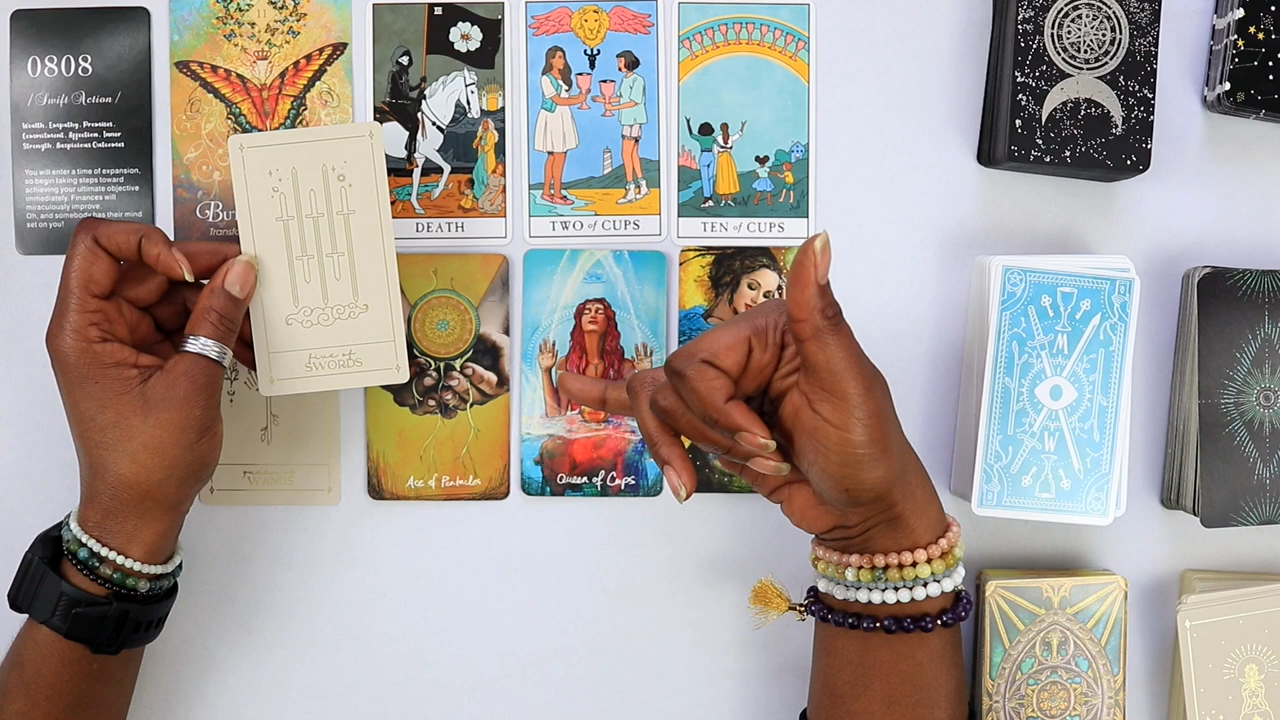 0808
/Swift Action/
Wealth, Empathy, Promises,
Commitment, Affection, Inner
Strength, Auspicious Outcomes
You will enter a time of expansion,
so begin taking steps toward
achieving your ultimate objective
immediately. Finances will
miraculously improve.
Oh, and somebody has their mind
set on you!
11
XIII
DEATH
TWO of CUPS
TEN of CUPS
five of
SWORDS
WANDS
Ace of Pentacles
Queen of Cups
M
W